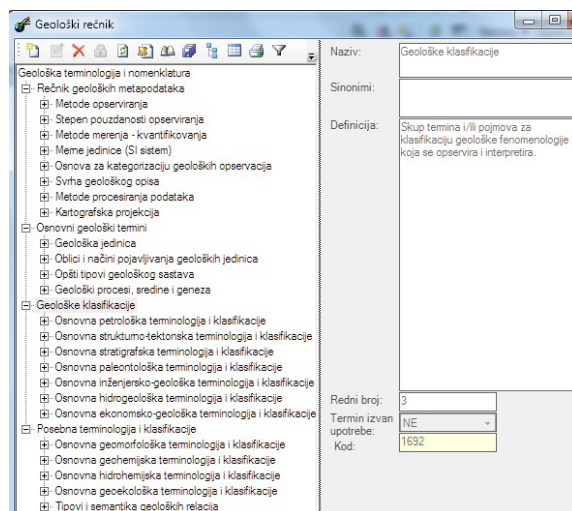 Geološki rečnik
Geološka terminologija i nomenklatura
Rečnik geoloških metapodataka
Metode opserviranja
Stepen pouzdanosti opserviranja
Metode merenja - kvantifikovanja
Merne jedinice (SI sistem)
Osnova za kategorizaciju geoloških opservacija
Svrha geološkog opisa
Metode procesiranja podataka
Kartografska projekcija
Osnovni geološki termini
Geološka jedinica
Oblici i načini pojavljivanja geoloških jedinica
Opšti tipovi geološkog sastava
Geološki procesi, sredine i geneza
Geološke klasifikacije
Osnovna petrološka terminologija i klasifikacije
Osnovna strukturno-tektonska terminologija i klasifikacije
Osnovna stratigrafska terminologija i klasifikacije
Osnovna paleontološka terminologija i klasifikacije
Osnovna inženjersko-geološka terminologija i klasifikacije
Osnovna hidrogeološka terminologija i klasifikacije
Osnovna ekonomsko-geološka terminologija i klasifikacije
Posebna terminologija i klasifikacije
Osnovna geomorfološka terminologija i klasifikacije
Osnovna geohemijska terminologija i klasifikacije
Osnovna hidrohemijska terminologija i klasifikacije
Osnovna geoekološka terminologija i klasifikacije
Tipovi i semantika geoloških relacija
Naziv: Geološke klasifikacije
Sinonimi:
Definicija: Skup termina i/ili pojmova za
klasifikaciju geološke fenomenologije
koja se opservira i interpretira.
Redni broj: 3
Termin izvan
upotrebe: NE
Kod: 1692